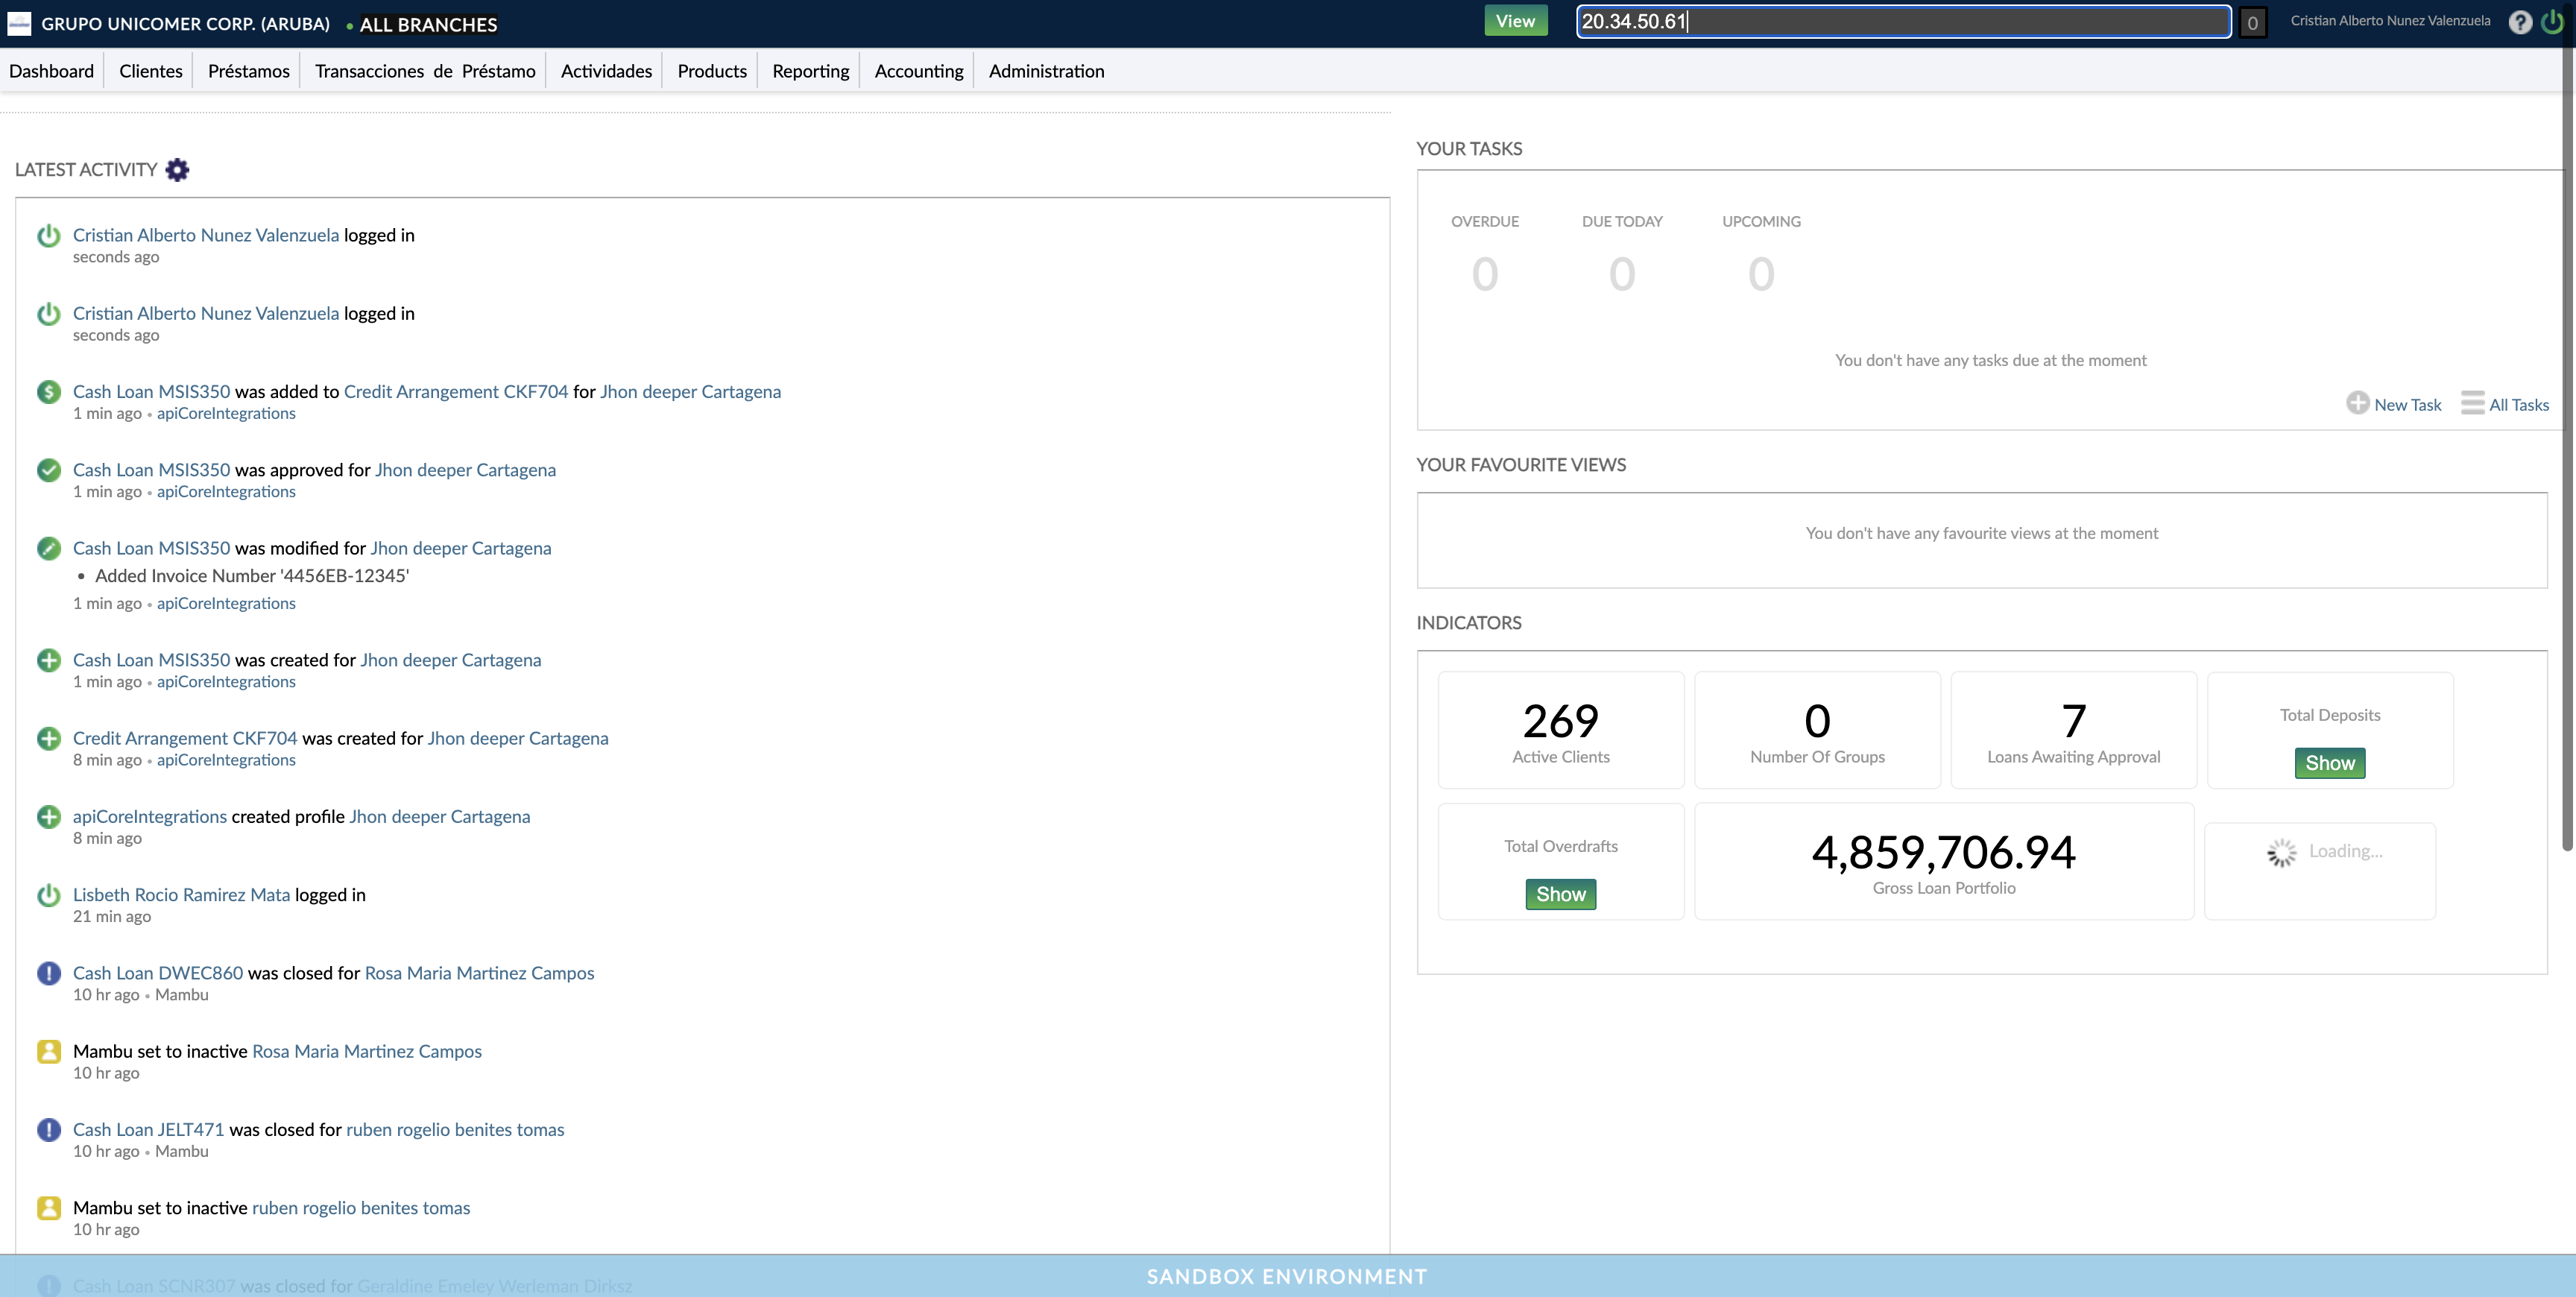 GRUPO UNICOMER CORP. (ARUBA) • ALL BRANCHES
View
20.34.50.61
0
Cristian Alberto Nunez Valenzuela
?
Dashboard Clientes Préstamos Transacciones de Préstamo Actividades Products Reporting Accounting Administration
LATEST ACTIVITY
Cristian Alberto Nunez Valenzuela logged in
seconds ago
Cristian Alberto Nunez Valenzuela logged in
seconds ago
Cash Loan MSIS350 was added to Credit Arrangement CKF704 for Jhon deeper Cartagena
1 min ago • apiCoreIntegrations
Cash Loan MSIS350 was approved for Jhon deeper Cartagena
1 min ago • apiCoreIntegrations
Cash Loan MSIS350 was modified for Jhon deeper Cartagena
• Added Invoice Number '4456EB-12345'
1 min ago • apiCoreIntegrations
Cash Loan MSIS350 was created for Jhon deeper Cartagena
1 min ago • apiCoreIntegrations
Credit Arrangement CKF704 was created for Jhon deeper Cartagena
8 min ago • apiCoreIntegrations
apiCoreIntegrations created profile Jhon deeper Cartagena
8 min ago
Lisbeth Rocio Ramirez Mata logged in
21 min ago
Cash Loan DWEC860 was closed for Rosa Maria Martinez Campos
10 hr ago • Mambu
Mambu set to inactive Rosa Maria Martinez Campos
10 hr ago
Cash Loan JELT471 was closed for ruben rogelio benites tomas
10 hr ago • Mambu
Mambu set to inactive ruben rogelio benites tomas
10 hr ago
Cash Loan SCNR307 was closed for Geraldine Emeley Werleman Dirksz
YOUR TASKS
OVERDUE DUE TODAY UPCOMING
0 0 0
You don't have any tasks due at the moment
New Task All Tasks
YOUR FAVOURITE VIEWS
You don't have any favourite views at the moment
INDICATORS
269
Active Clients
0
Number Of Groups
7
Loans Awaiting Approval
Total Deposits
Show
Total Overdrafts
Show
4,859,706.94
Gross Loan Portfolio
Loading...
SANDBOX ENVIRONMENT